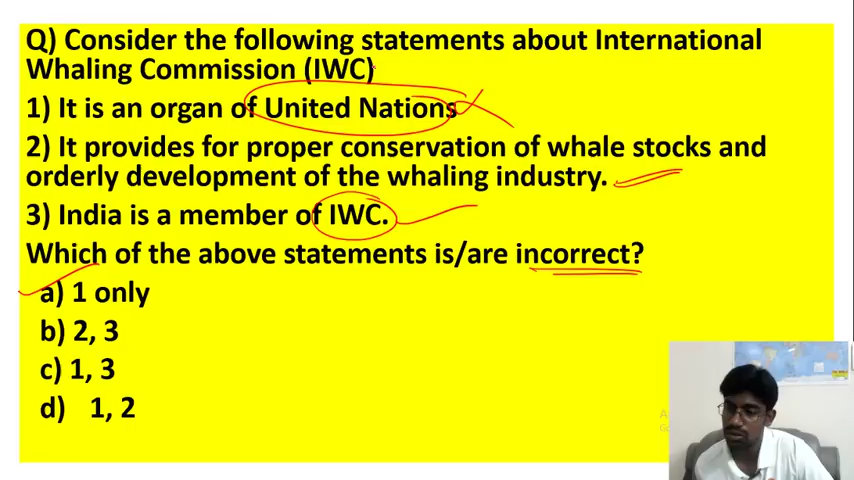 Q) Consider the following statements about International
Whaling Commission (IWC)
1) It is an organ of United Nations
2) It provides for proper conservation of whale stocks and
orderly development of the whaling industry.
3) India is a member of IWC.
Which of the above statements is/are incorrect?
a) 1 only
b) 2, 3
c) 1, 3
d) 1, 2